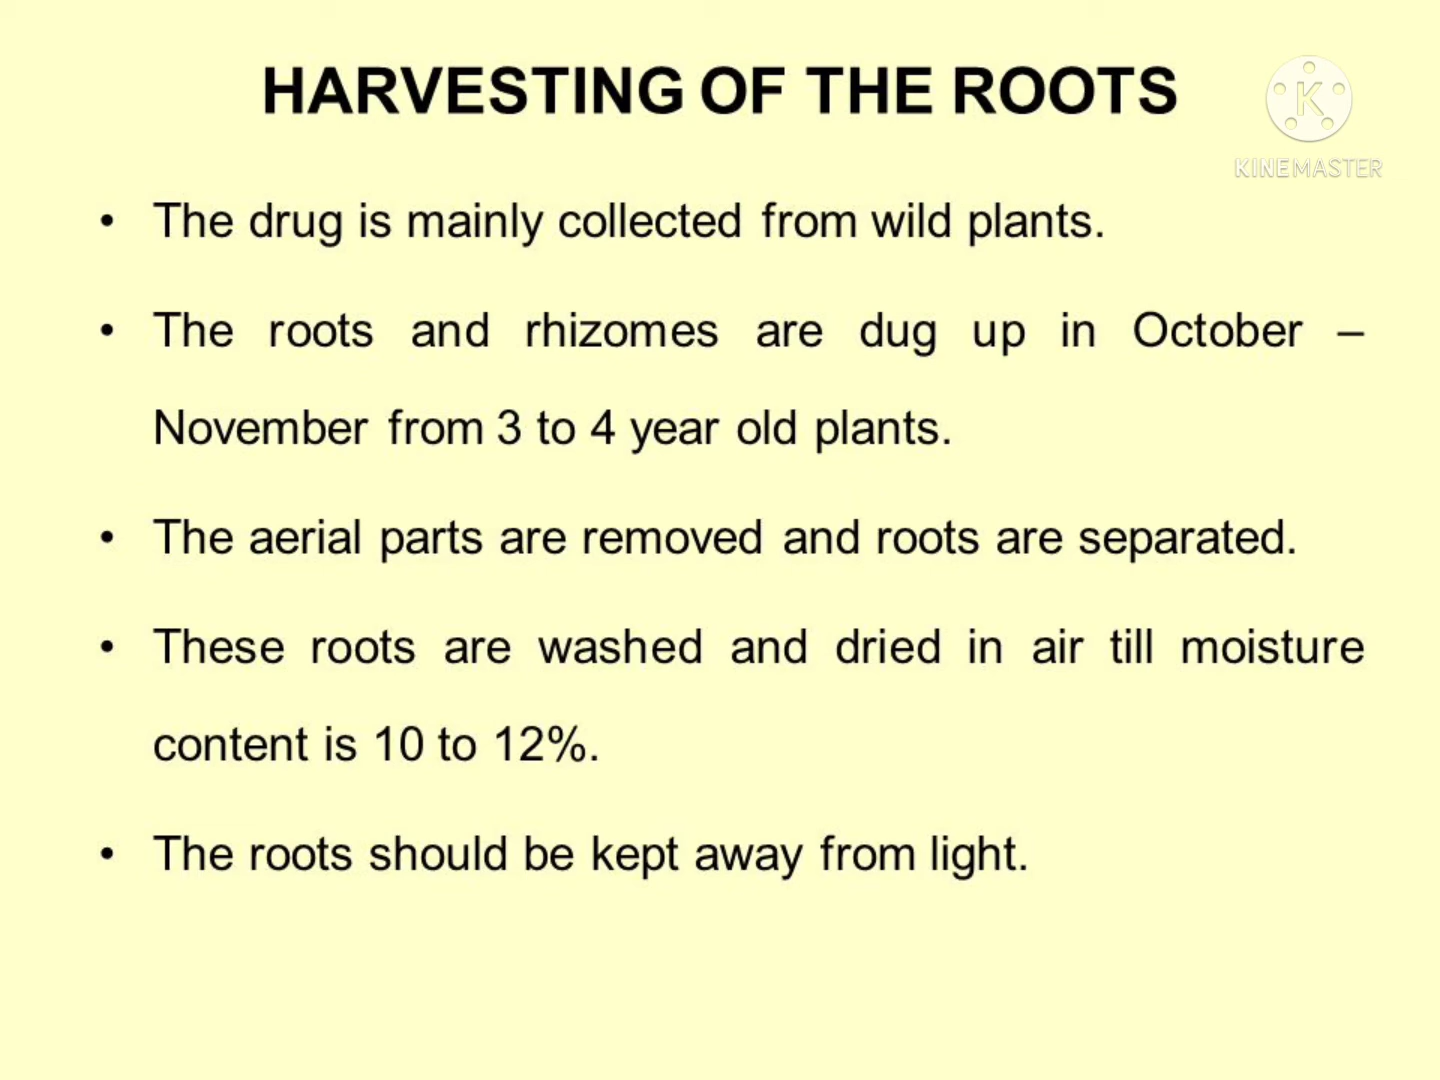 HARVESTING OF THE ROOTS
K
KINEMASTER
• The drug is mainly collected from wild plants.
• The roots and rhizomes are dug up in October –
November from 3 to 4 year old plants.
• The aerial parts are removed and roots are separated.
• These roots are washed and dried in air till moisture
content is 10 to 12%.
• The roots should be kept away from light.